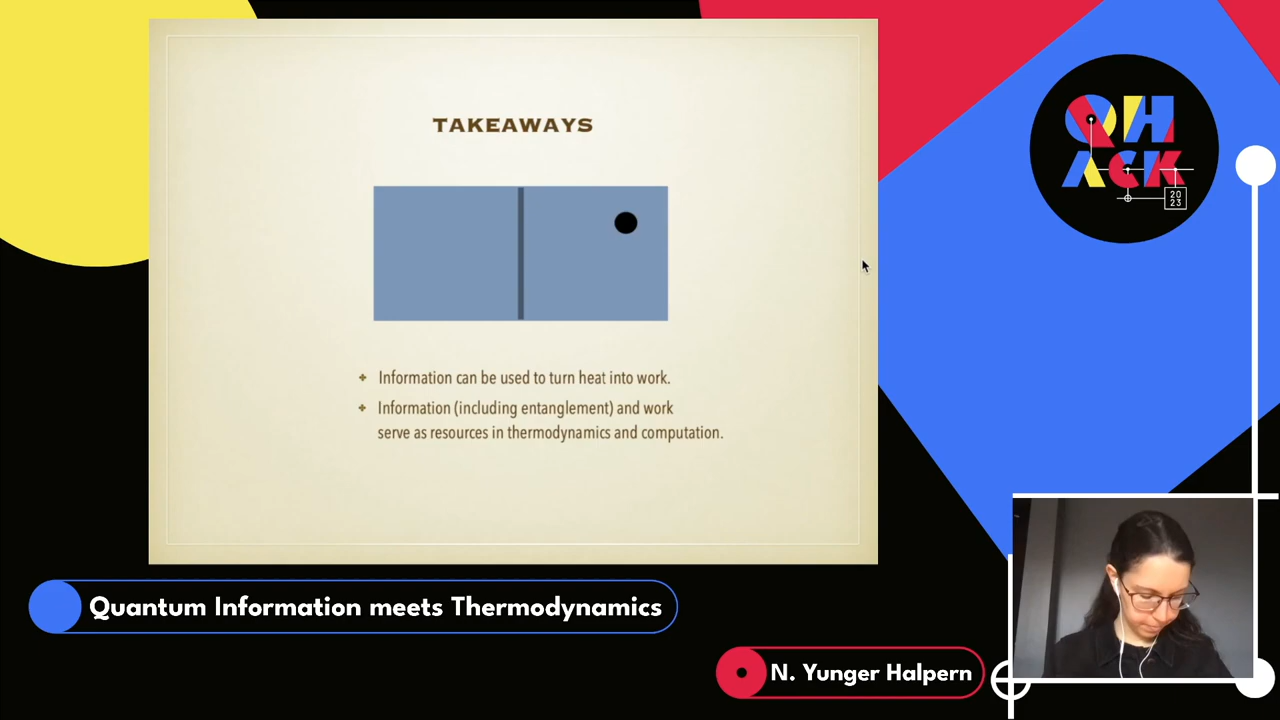 TAKEAWAYS
Information can be used to turn heat into work.
Information (including entanglement) and work
serve as resources in thermodynamics and computation.
QH
ACK
20
23
Quantum Information meets Thermodynamics
N. Yunger Halpern